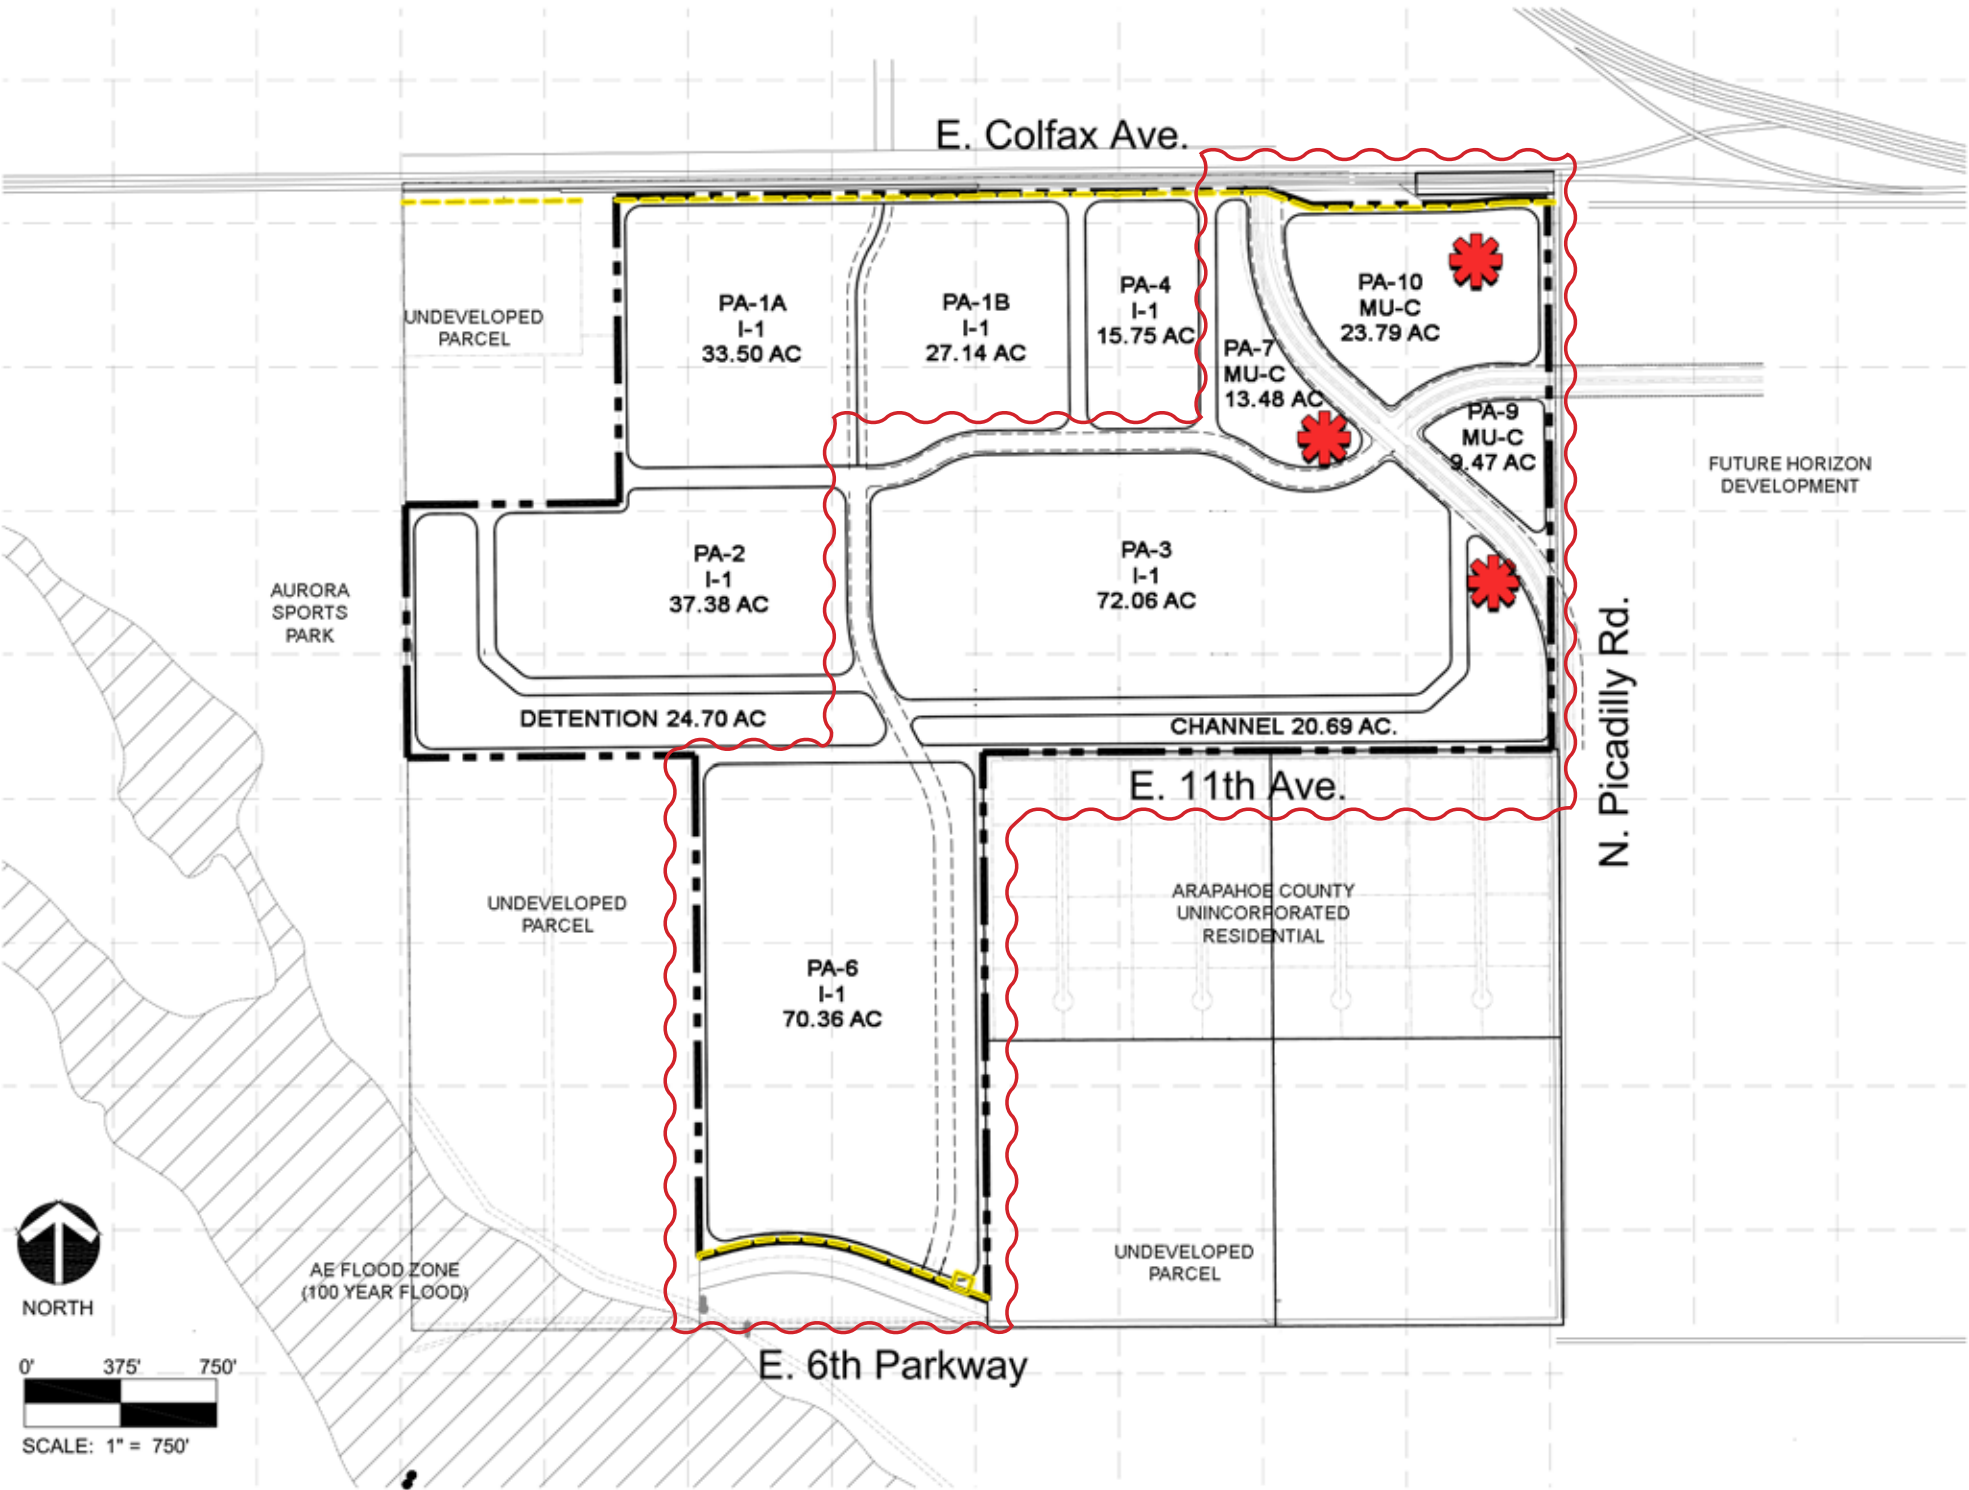 E. Colfax Ave.
UNDEVELOPED
PARCEL
PA-1A
I-1
33.50 AC
PA-1B
I-1
27.14 AC
PA-4
I-1
15.75 AC
PA-7
MU-C
13.48 AC
PA-10
MU-C
23.79 AC
PA-9
MU-C
9.47 AC
FUTURE HORIZON
DEVELOPMENT
AURORA
SPORTS
PARK
PA-2
I-1
37.38 AC
PA-3
I-1
72.06 AC
DETENTION 24.70 AC
CHANNEL 20.69 AC.
E. 11th Ave.
N. Picadilly Rd.
UNDEVELOPED
PARCEL
PA-6
I-1
70.36 AC
ARAPAHOE COUNTY
UNINCORPORATED
RESIDENTIAL
AE FLOOD ZONE
(100 YEAR FLOOD)
UNDEVELOPED
PARCEL
NORTH
E. 6th Parkway
0' 375' 750'
SCALE: 1" = 750'